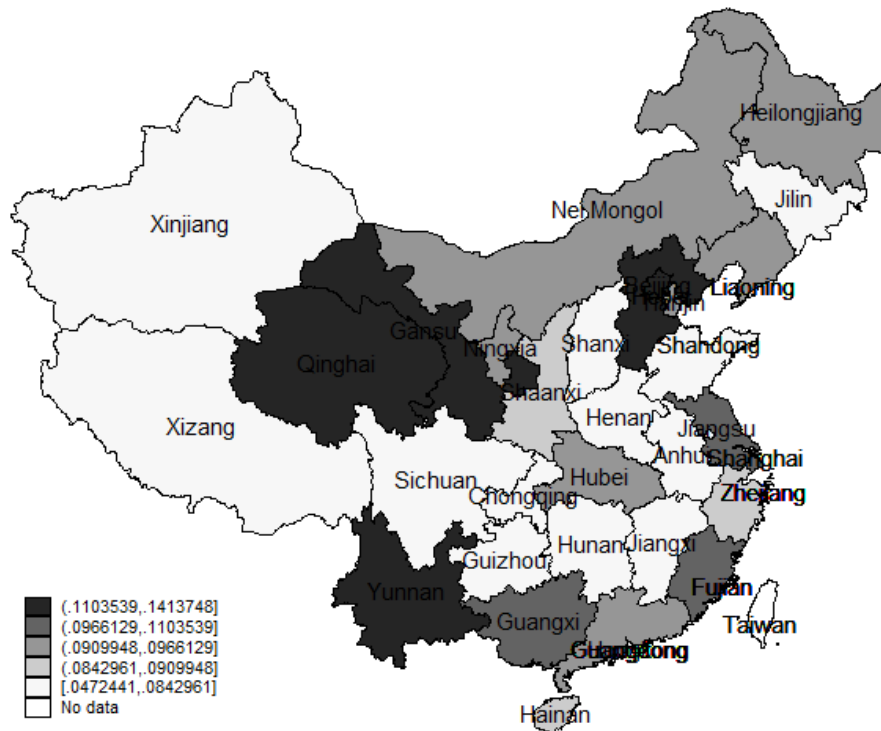 Heilongjiang
Jilin
Nei Mongol
Xinjiang
Beijing
Liaoning
Gansu
Ningxia
Shanxi
Shandong
Qinghai
Shaanxi
Xizang
Henan
Jiangsu
Anhui
Shanghai
Sichuan
Hubei
Chongqing
Zhejiang
Guizhou
Hunan
Jiangxi
Yunnan
Fujian
Guangxi
Taiwan
Hainan
(.1103539,.1413748]
(.0966129,.1103539]
(.0909948,.0966129]
(.0842961,.0909948]
[.0472441,.0842961]
No data